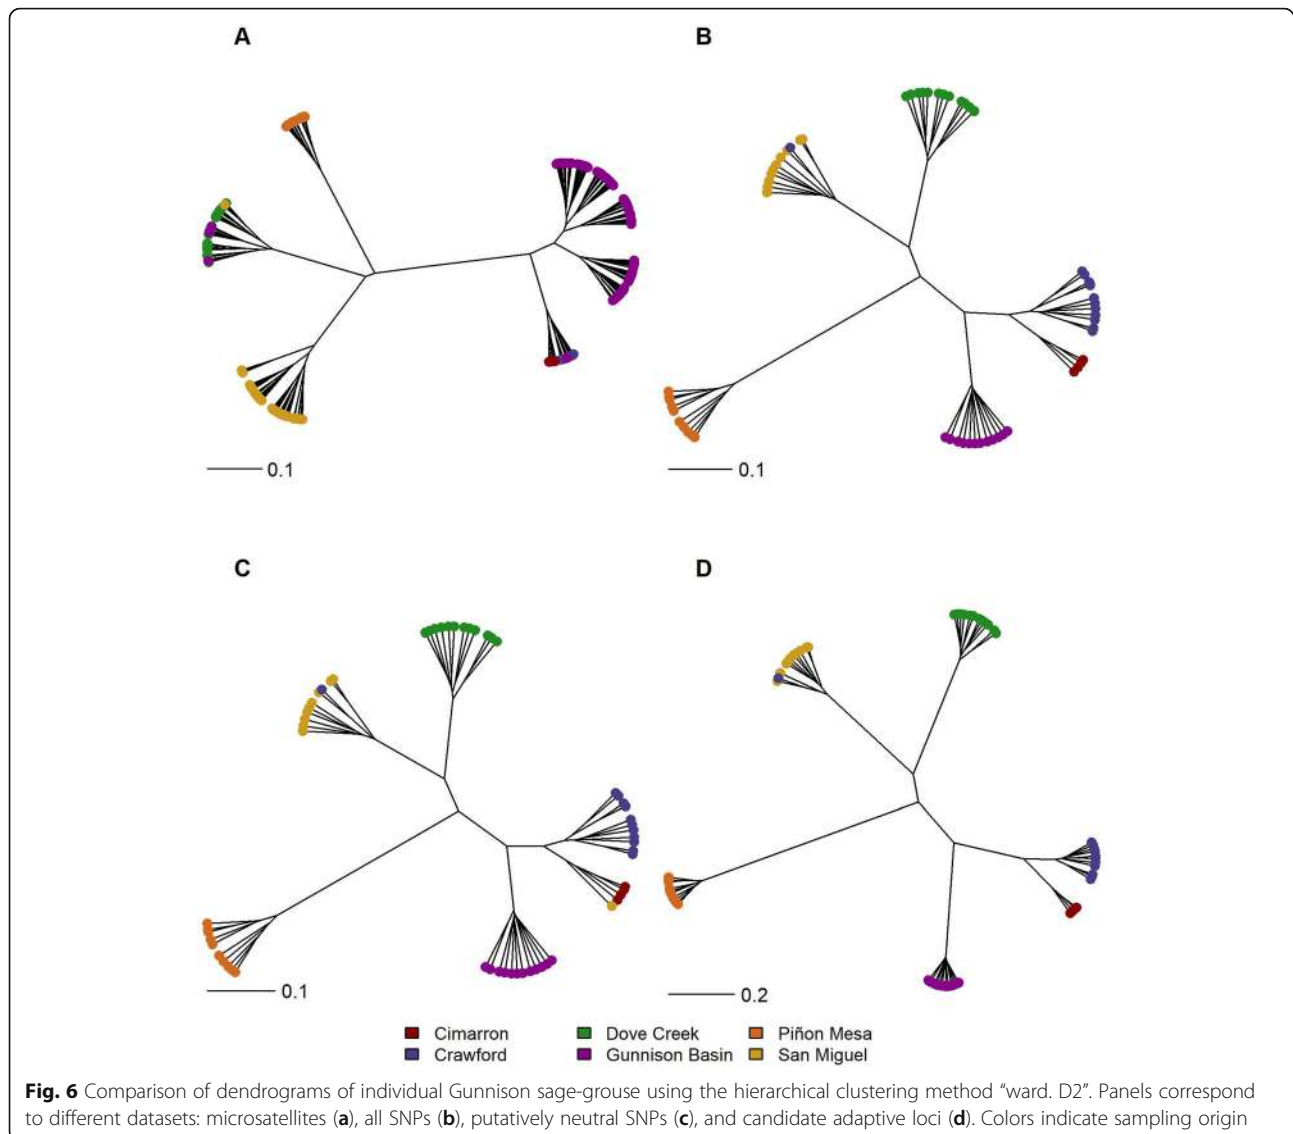 A
B
0.1
0.1
C
D
0.1
0.2
Cimarron Dove Creek Piñon Mesa
Crawford Gunnison Basin San Miguel
Fig. 6 Comparison of dendrograms of individual Gunnison sage-grouse using the hierarchical clustering method “ward. D2”. Panels correspond
to different datasets: microsatellites (a), all SNPs (b), putatively neutral SNPs (c), and candidate adaptive loci (d). Colors indicate sampling origin